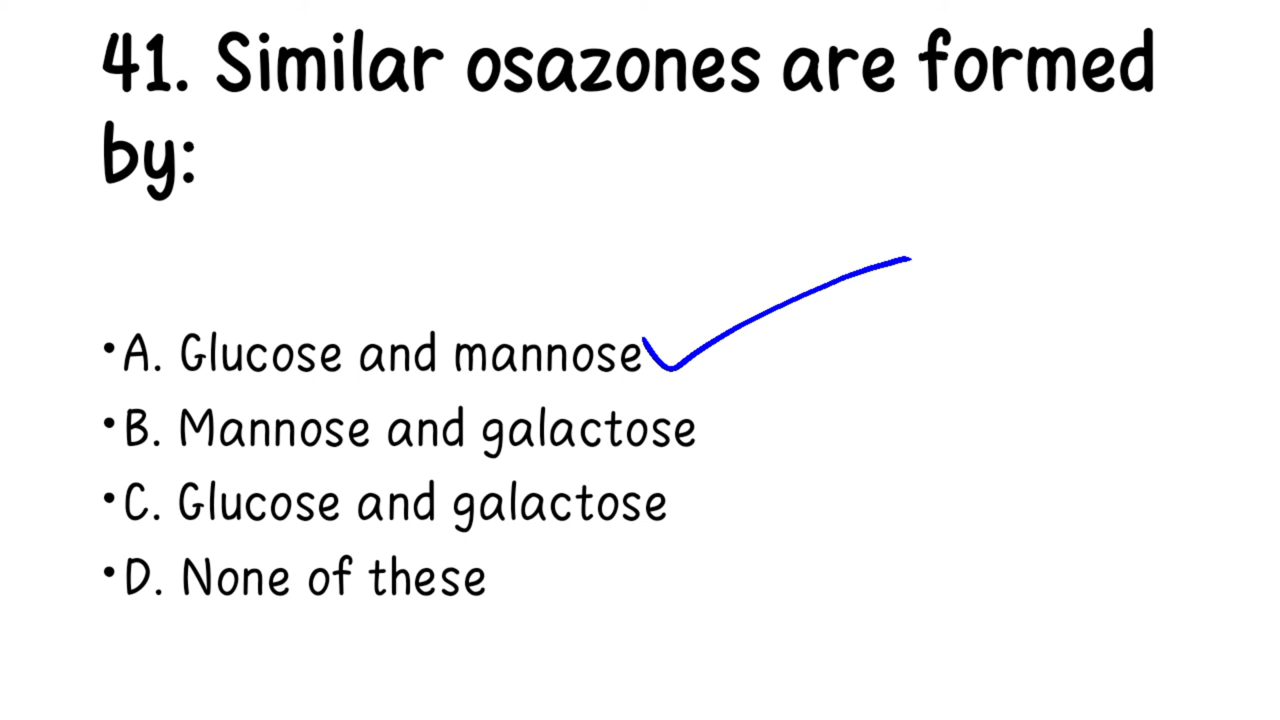 41. Similar osazones are formed
by:
•A. Glucose and mannose
•B. Mannose and galactose
•C. Glucose and galactose
•D. None of these